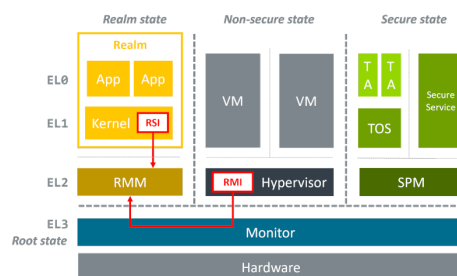 Realm state
Non-secure state
Secure state
Realm
EL0
App
App
VM
VM
T
A
T
A
Secure
Service
EL1
Kernel
RSI
TOS
EL2
RMM
RMI
Hypervisor
SPM
EL3
Root state
Monitor
Hardware